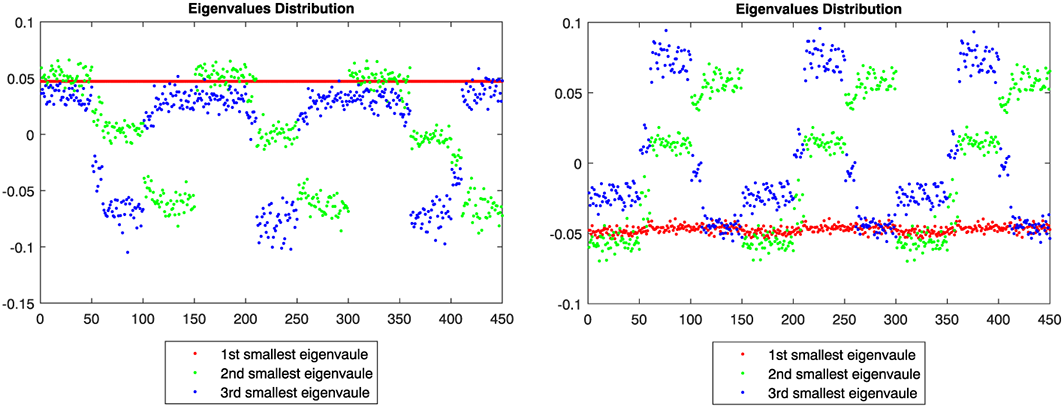 Eigenvalues Distribution
0.1
0.05
0
-0.05
-0.1
-0.15
0 50 100 150 200 250 300 350 400 450
1st smallest eigenvaule
2nd smallest eigenvaule
3rd smallest eigenvaule
Eigenvalues Distribution
0.1
0.05
0
-0.05
-0.1
0 50 100 150 200 250 300 350 400 450
1st smallest eigenvaule
2nd smallest eigenvaule
3rd smallest eigenvaule